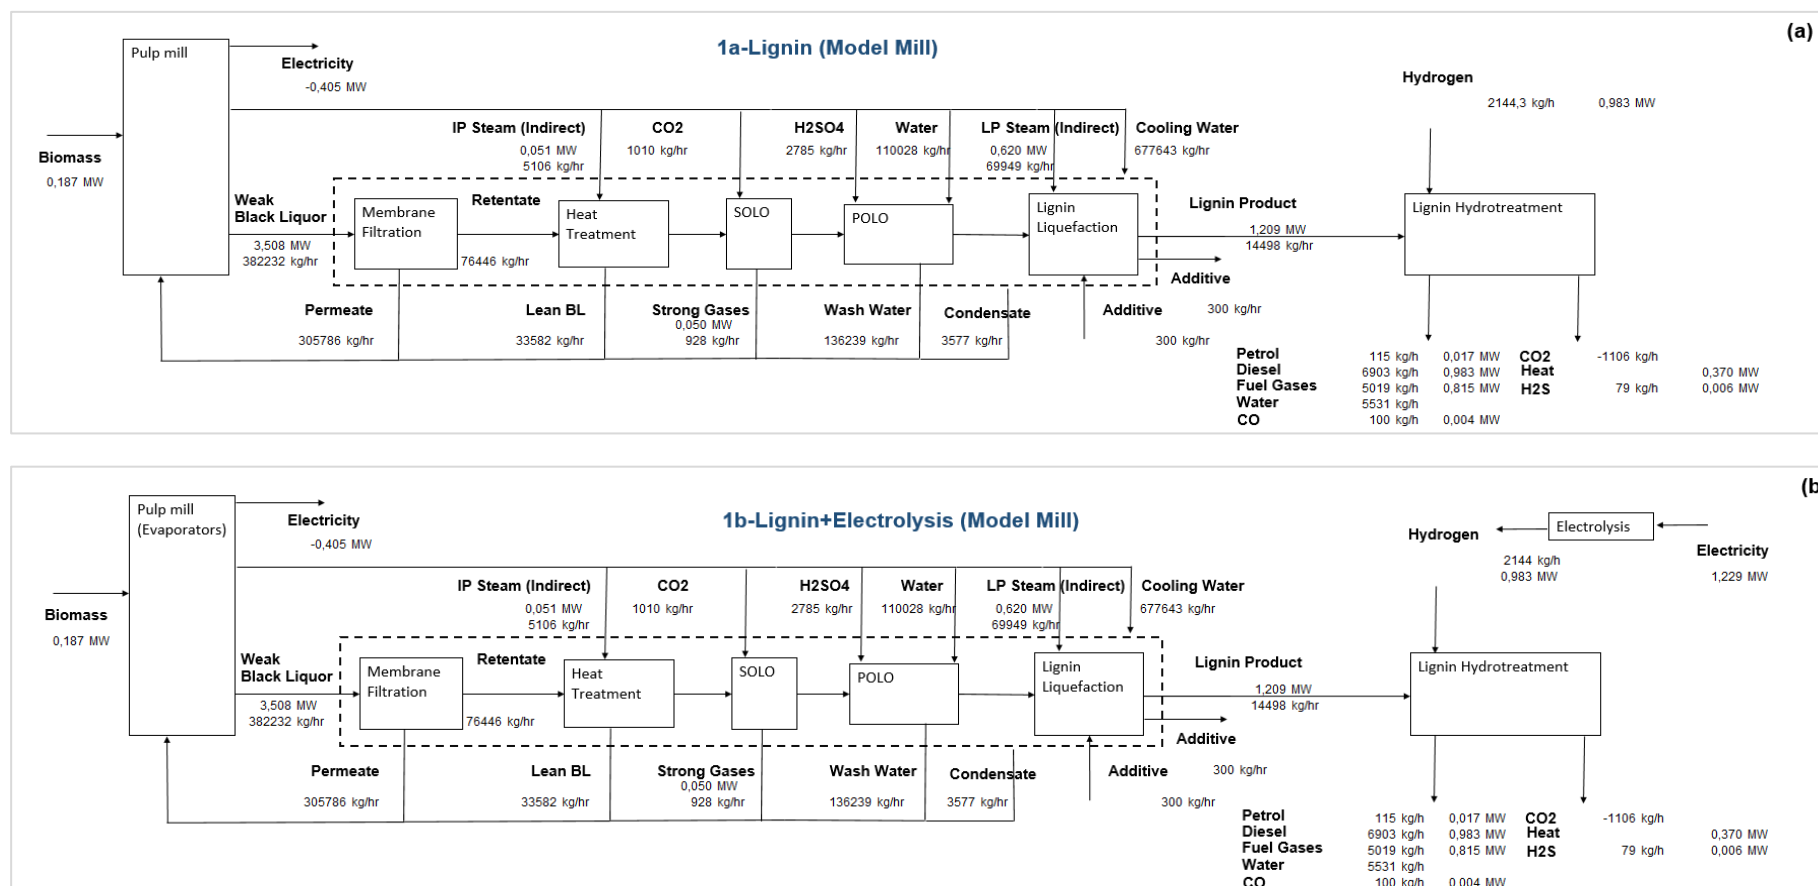 (a)
1a-Lignin (Model Mill)
Pulp mill
Electricity
-0,405 MW
Hydrogen
2144,3 kg/h 0,983 MW
IP Steam (Indirect) CO2 H2SO4 Water LP Steam (Indirect) Cooling Water
0,051 MW 1010 kg/hr 2785 kg/hr 110028 kg/hr 0,620 MW 677643 kg/hr
5106 kg/hr 69949 kg/hr
Biomass
0,187 MW
Weak
Black Liquor
3,508 MW
382232 kg/hr
Membrane
Filtration
Retentate
76446 kg/hr
Heat
Treatment
SOLO
POLO
Lignin
Liquefaction
Lignin Product
1,209 MW
14498 kg/hr
Lignin Hydrotreatment
Additive
300 kg/hr
Permeate Lean BL Strong Gases Wash Water Condensate Additive
0,050 MW
305786 kg/hr 33582 kg/hr 928 kg/hr 136239 kg/hr 3577 kg/hr 300 kg/hr
Petrol 115 kg/h 0,017 MW CO2 -1106 kg/h
Diesel 6903 kg/h 0,983 MW Heat 0,370 MW
Fuel Gases 5019 kg/h 0,815 MW H2S 79 kg/h 0,006 MW
Water 5531 kg/h
CO 100 kg/h 0,004 MW
(b
1b-Lignin+Electrolysis (Model Mill)
Pulp mill
(Evaporators)
Electricity
-0,405 MW
Hydrogen
Electrolysis
Electricity
2144 kg/h
0,983 MW 1,229 MW
IP Steam (Indirect) CO2 H2SO4 Water LP Steam (Indirect) Cooling Water
0,051 MW 1010 kg/hr 2785 kg/hr 110028 kg/hr 0,620 MW 677643 kg/hr
5106 kg/hr 69949 kg/hr
Biomass
0,187 MW
Weak
Black Liquor
3,508 MW
382232 kg/hr
Membrane
Filtration
Retentate
76446 kg/hr
Heat
Treatment
SOLO
POLO
Lignin
Liquefaction
Lignin Product
1,209 MW
14498 kg/hr
Lignin Hydrotreatment
Additive
300 kg/hr
Permeate Lean BL Strong Gases Wash Water Condensate Additive
0,050 MW
305786 kg/hr 33582 kg/hr 928 kg/hr 136239 kg/hr 3577 kg/hr 300 kg/hr
Petrol 115 kg/h 0,017 MW CO2 -1106 kg/h
Diesel 6903 kg/h 0,983 MW Heat 0,370 MW
Fuel Gases 5019 kg/h 0,815 MW H2S 79 kg/h 0,006 MW
Water 5531 kg/h
CO 100 kg/h 0,004 MW